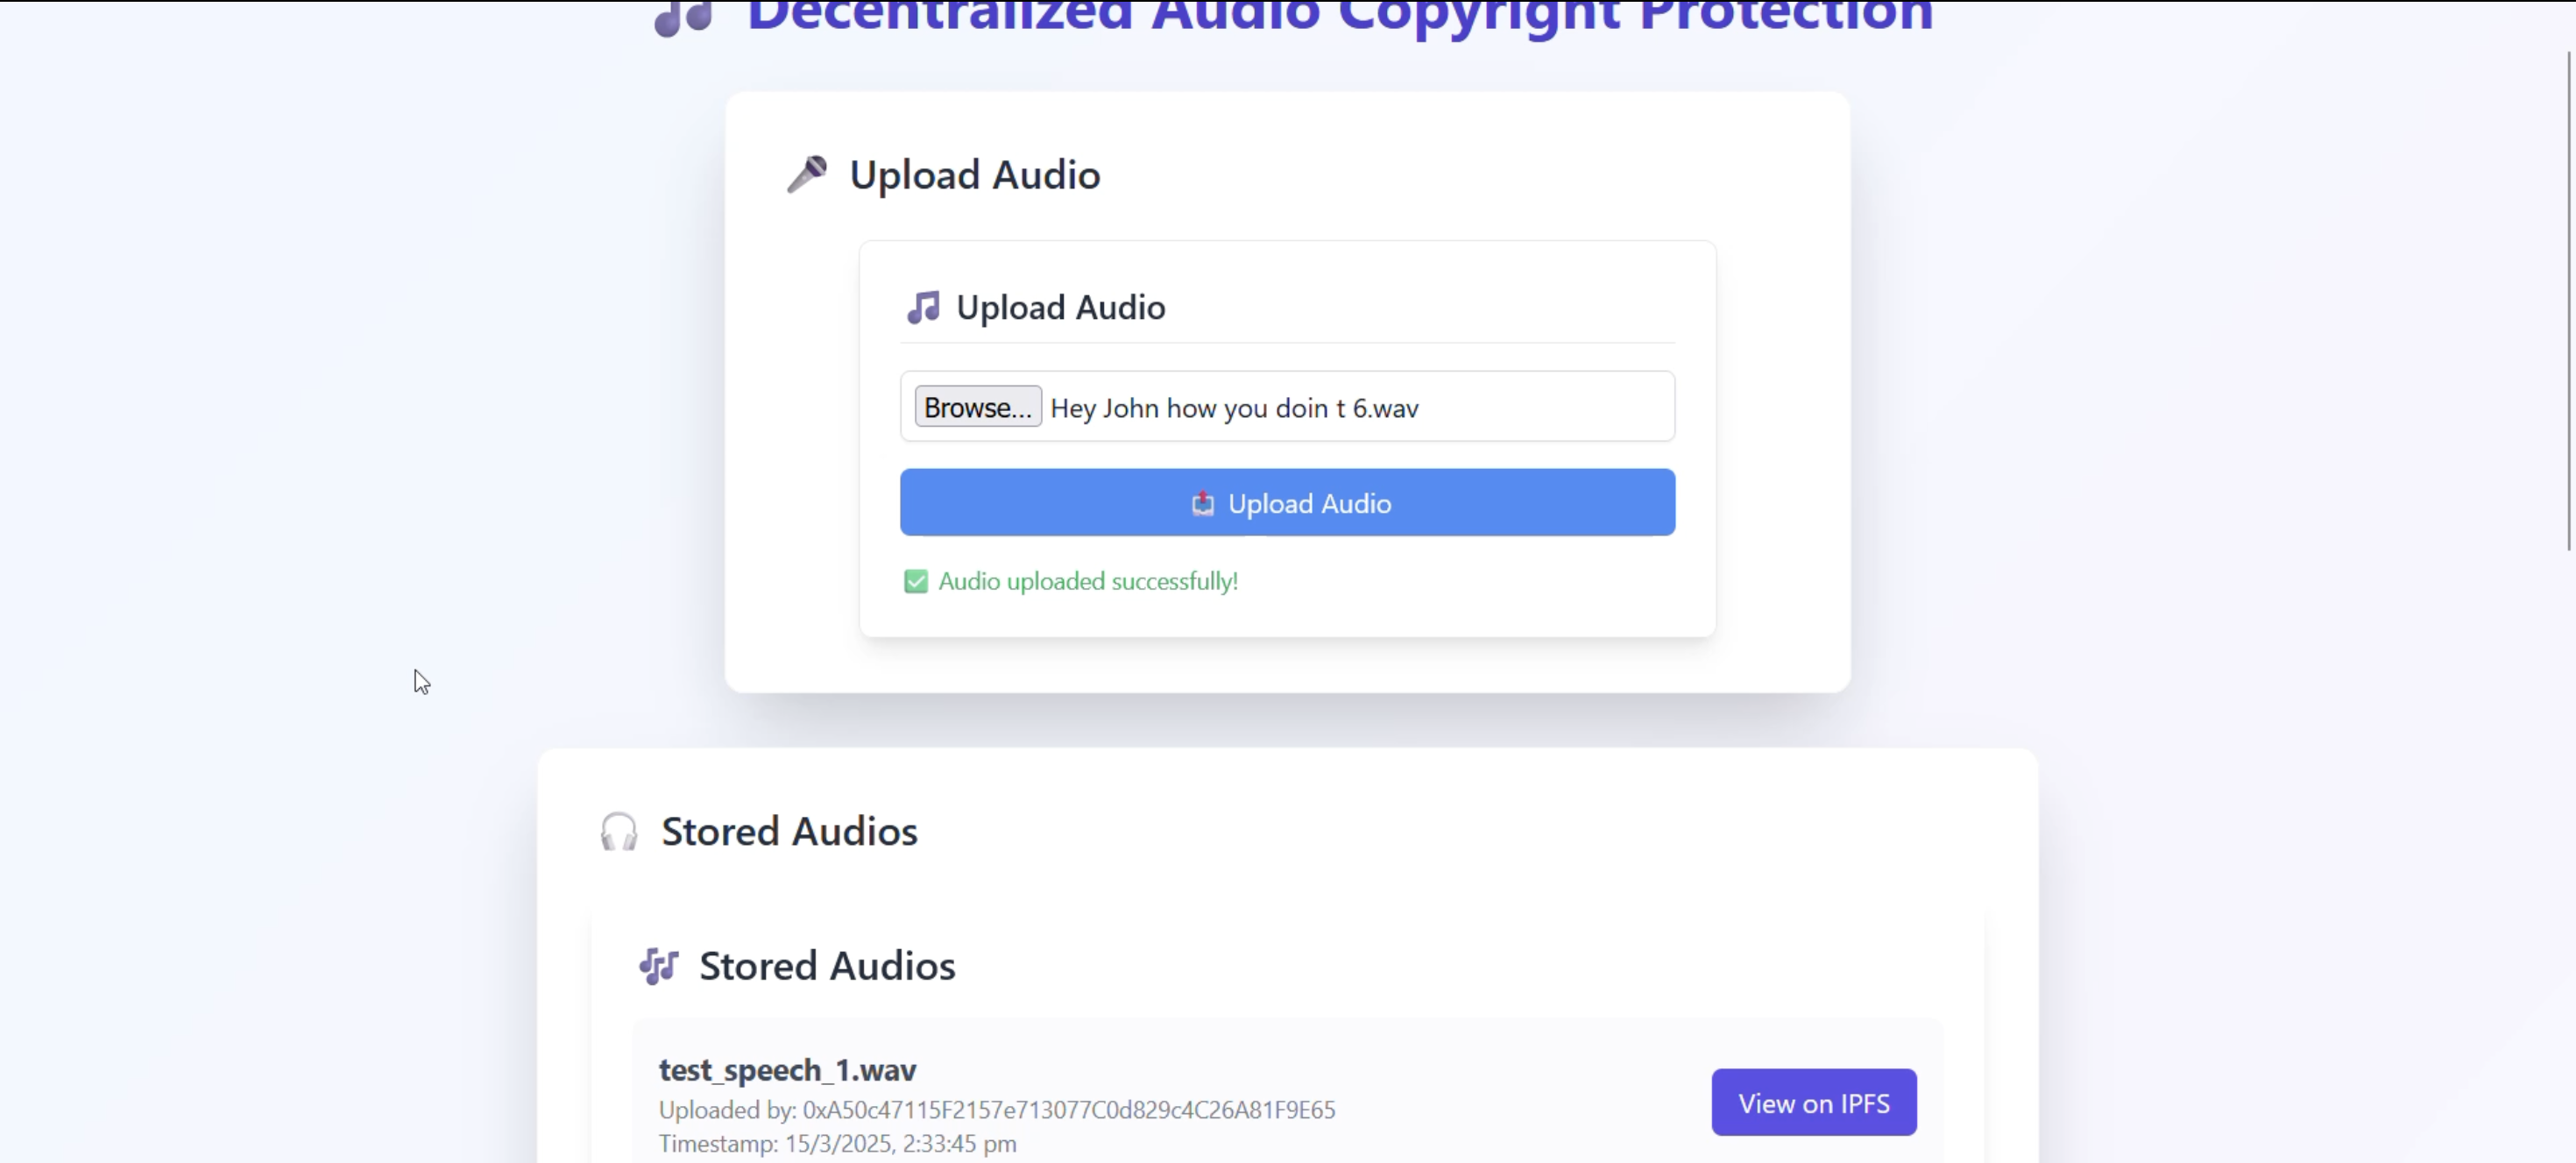 Decentralized Audio Copyright Protection
Upload Audio
Upload Audio
Browse... Hey John how you doin t 6.wav
Upload Audio
Audio uploaded successfully!
Stored Audios
Stored Audios
test_speech_1.wav
Uploaded by: 0xA50c47115F2157e713077C0d829c4C26A81F9E65
View on IPFS
Timestamp: 15/3/2025, 2:33:45 pm